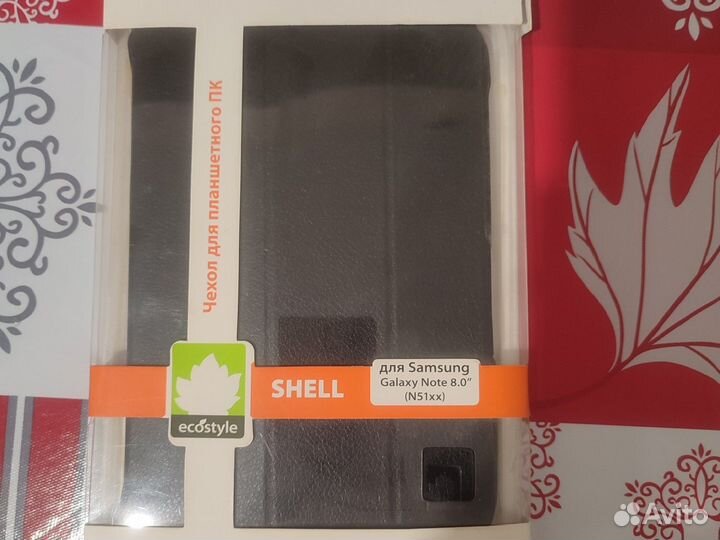 Чехол для планшетного ПК
SHELL
для Samsung
Galaxy Note 8.0"
(N51xx)
ecostyle
Avito